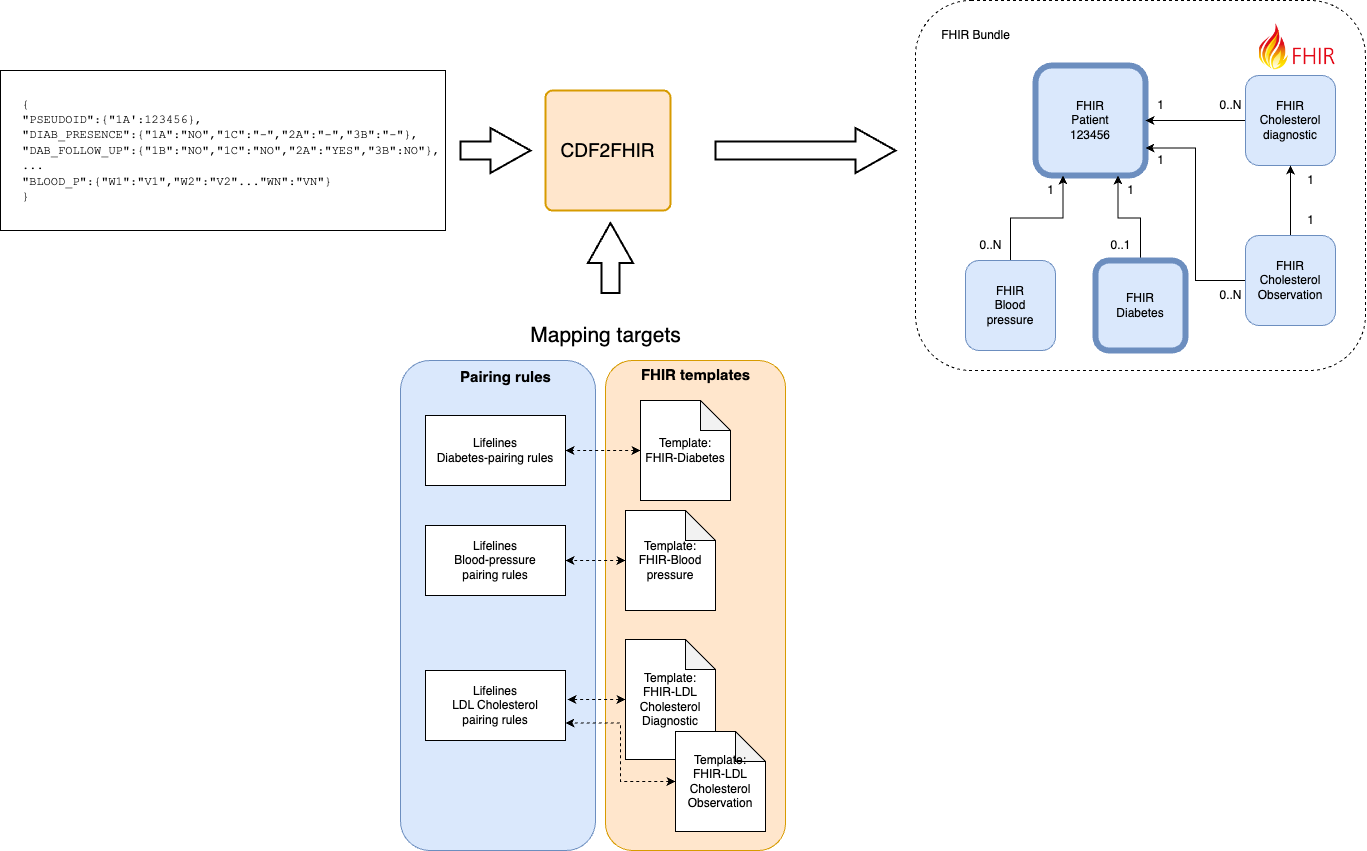 {
"PSEUDOID":{"1A':123456},
"DIAB_PRESENCE":{"1A":"NO","1C":"-","2A":"-","3B":"-"},
"DAB_FOLLOW_UP":{"1B":"NO","1C":"NO","2A":"YES","3B":NO"},
...
"BLOOD_P":{"W1":"V1","W2":"V2"..."WN":"VN"}
}
CDF2FHIR
FHIR Bundle
FHIR
FHIR
Patient
123456
1
0..N
FHIR
Cholesterol
diagnostic
1
1
1
1
1
0..N
0..1
0..N
FHIR
Blood
pressure
FHIR
Diabetes
FHIR
Cholesterol
Observation
Mapping targets
Pairing rules
FHIR templates
Lifelines
Diabetes-pairing rules
Template:
FHIR-Diabetes
Lifelines
Blood-pressure
pairing rules
Template:
FHIR-Blood
pressure
Lifelines
LDL Cholesterol
pairing rules
Template:
FHIR-LDL
Cholesterol
Diagnostic
Template:
FHIR-LDL
Cholesterol
Observation